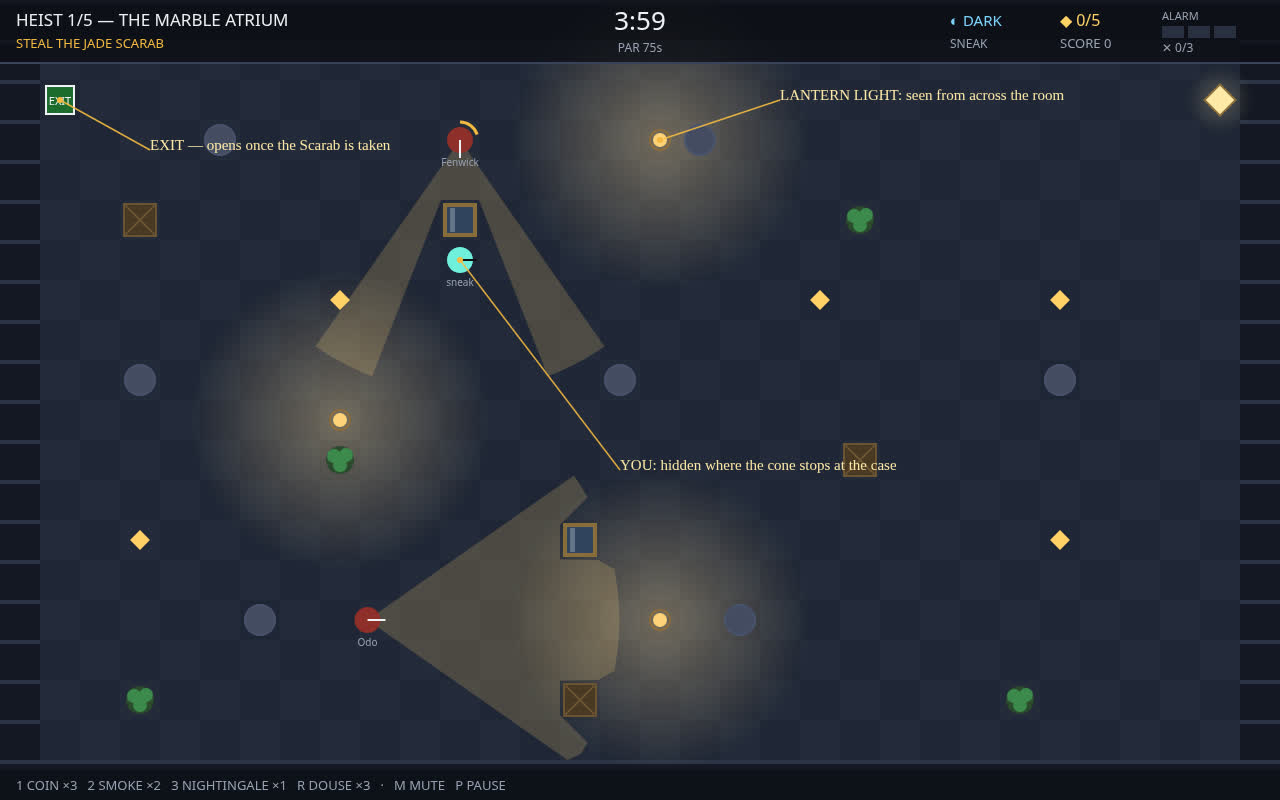 HEIST 1/5 — THE MARBLE ATRIUM
STEAL THE JADE SCARAB
3:59
PAR 75s
DARK
SNEAK
◆ 0/5
SCORE 0
ALARM
✕ 0/3
EXIT
EXIT — opens once the Scarab is taken
LANTERN LIGHT: seen from across the room
Fenwick
sneak
YOU: hidden where the cone stops at the case
Odo
1 COIN ×3 2 SMOKE ×2 3 NIGHTINGALE ×1 R DOUSE ×3 · M MUTE P PAUSE